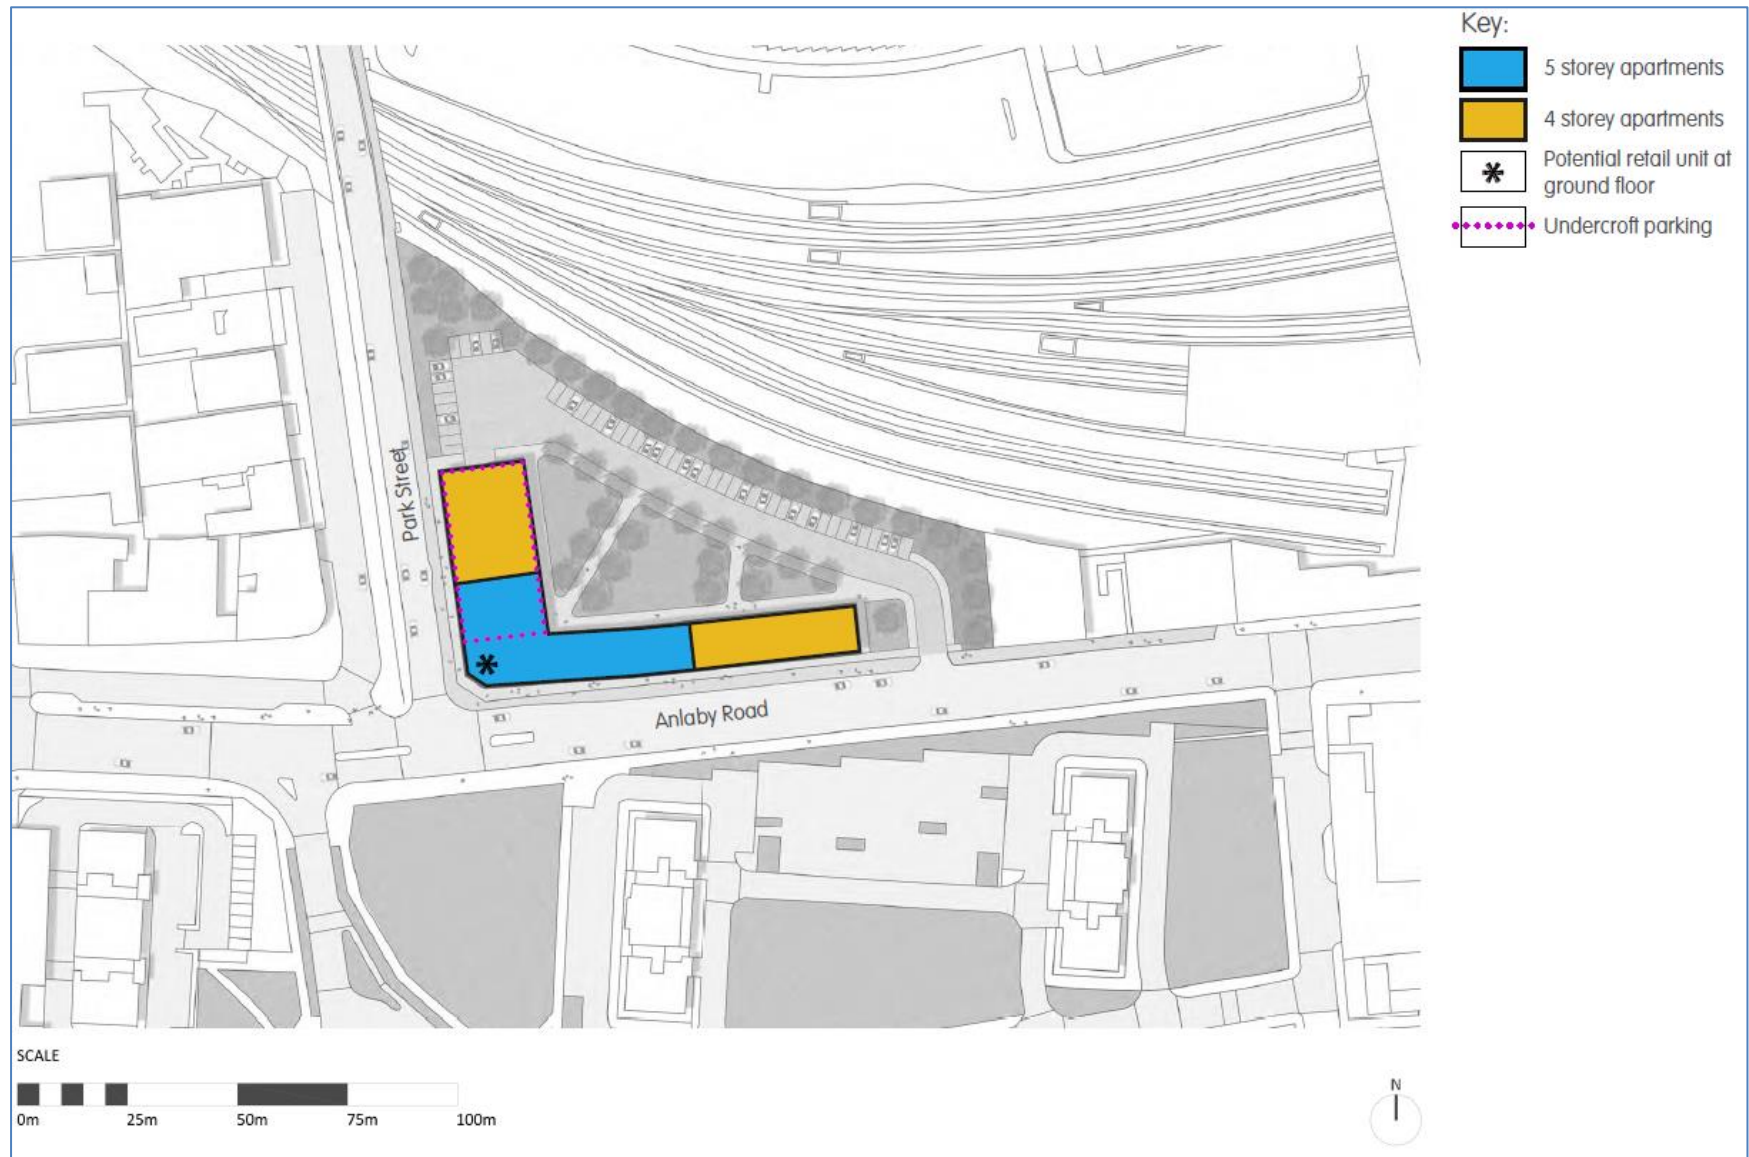 Key:
5 storey apartments
4 storey apartments
Potential retail unit at
ground floor
Undercroft parking
Park Street
Anlaby Road
SCALE
0m 25m 50m 75m 100m
N